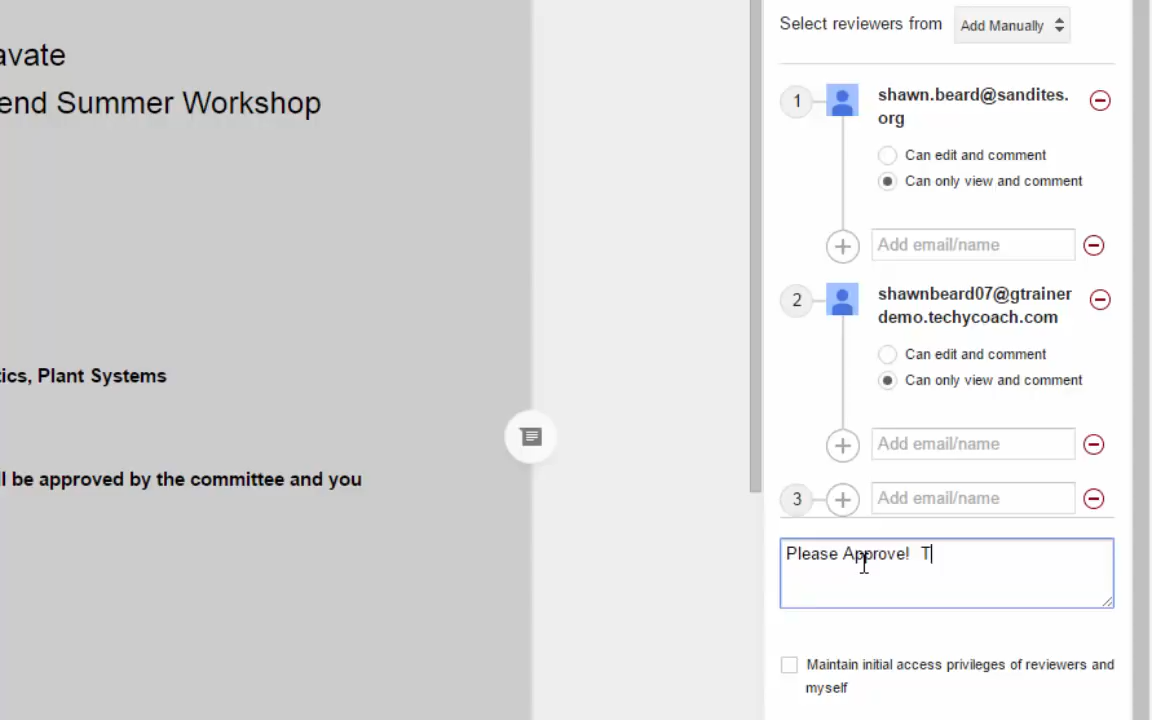 avate
end Summer Workshop
tics, Plant Systems
ll be approved by the committee and you
Select reviewers from Add Manually
1 shawn.beard@sandites.
org
Can edit and comment
Can only view and comment
Add email/name
2 shawnbeard07@gtrainer
demo.techycoach.com
Can edit and comment
Can only view and comment
Add email/name
3 Add email/name
Please Approve!  T
Maintain initial access privileges of reviewers and
myself